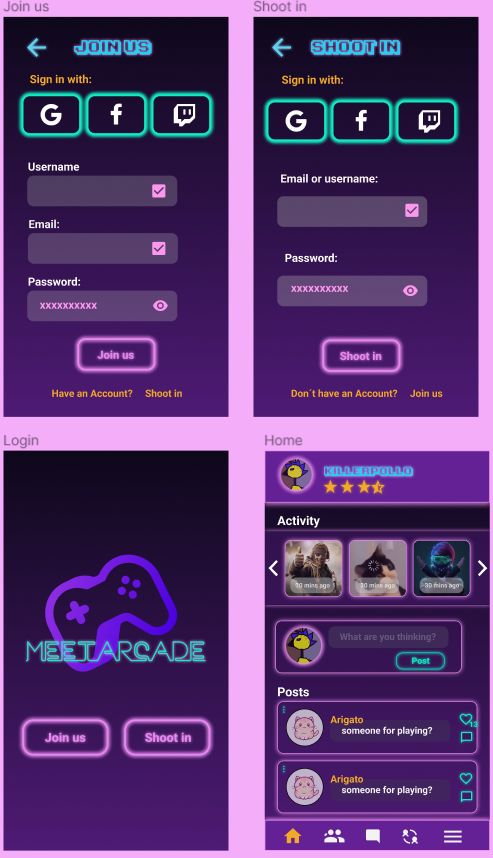 Join us
JOIN US
Sign in with:
G f
Username
Email:
Password:
xxxxxxxxxx
Join us
Have an Account? Shoot in
Shoot in
SHOOT IN
Sign in with:
G f
Email or username:
Password:
xxxxxxxxxx
Shoot in
Don´t have an Account? Join us
Login
MEETARCADE
Join us Shoot in
Home
KILLERPOLLO
Activity
30 mins ago 30 mins ago 30 mins ago
What are you thinking?
Post
Posts
Arigato
13
someone for playing?
Arigato
someone for playing?